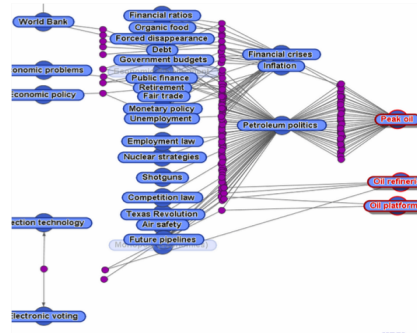 World Bank
Financial ratios
Organic food
Forced disappearance
Debt
Government budgets
Financial crises
Inflation
onomic problems
Public finance
Retirement
Fair trade
conomic policy
Monetary policy
Unemployment
Petroleum politics
Peak oil
Employment law
Nuclear strategies
Shotguns
Oil refiner
Competition law
Oil platform
Texas Revolution
ection technology
Air safety
Future pipelines
lectronic voting